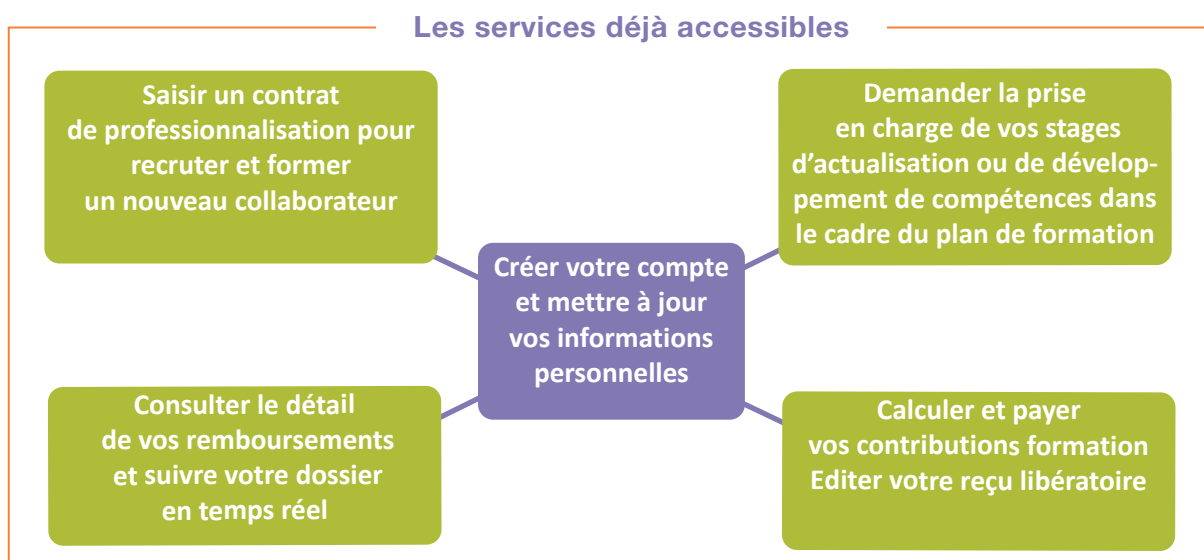 Les services déjà accessibles
Saisir un contrat
de professionnalisation pour
recruter et former
un nouveau collaborateur
Demander la prise
en charge de vos stages
d'actualisation ou de dévelop-
pement de compétences dans
le cadre du plan de formation
Créer votre compte
et mettre à jour
vos informations
personnelles
Consulter le détail
de vos remboursements
et suivre votre dossier
en temps réel
Calculer et payer
vos contributions formation
Editer votre reçu libératoire